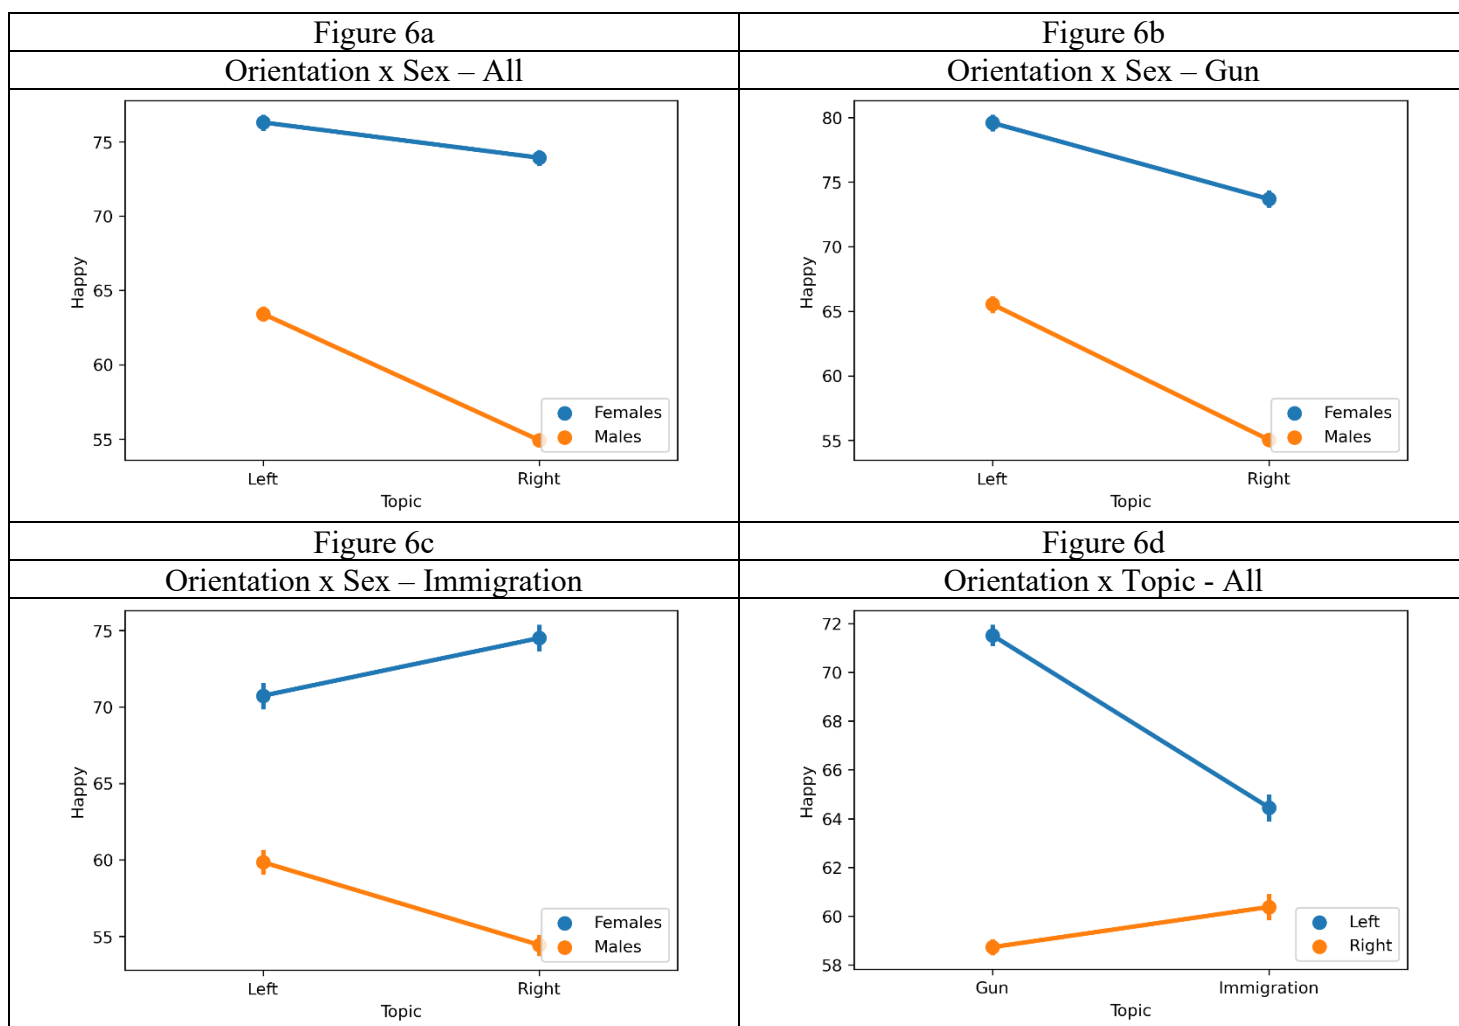 Figure 6a
Figure 6b
Orientation x Sex – All
Orientation x Sex – Gun
75
70
65
60
55
Happy
Left
Right
Topic
Females
Males
80
75
70
65
60
55
Happy
Left
Right
Topic
Females
Males
Figure 6c
Figure 6d
Orientation x Sex – Immigration
Orientation x Topic - All
75
70
65
60
55
Happy
Left
Right
Topic
Females
Males
72
70
68
66
64
62
60
58
Happy
Gun
Immigration
Topic
Left
Right